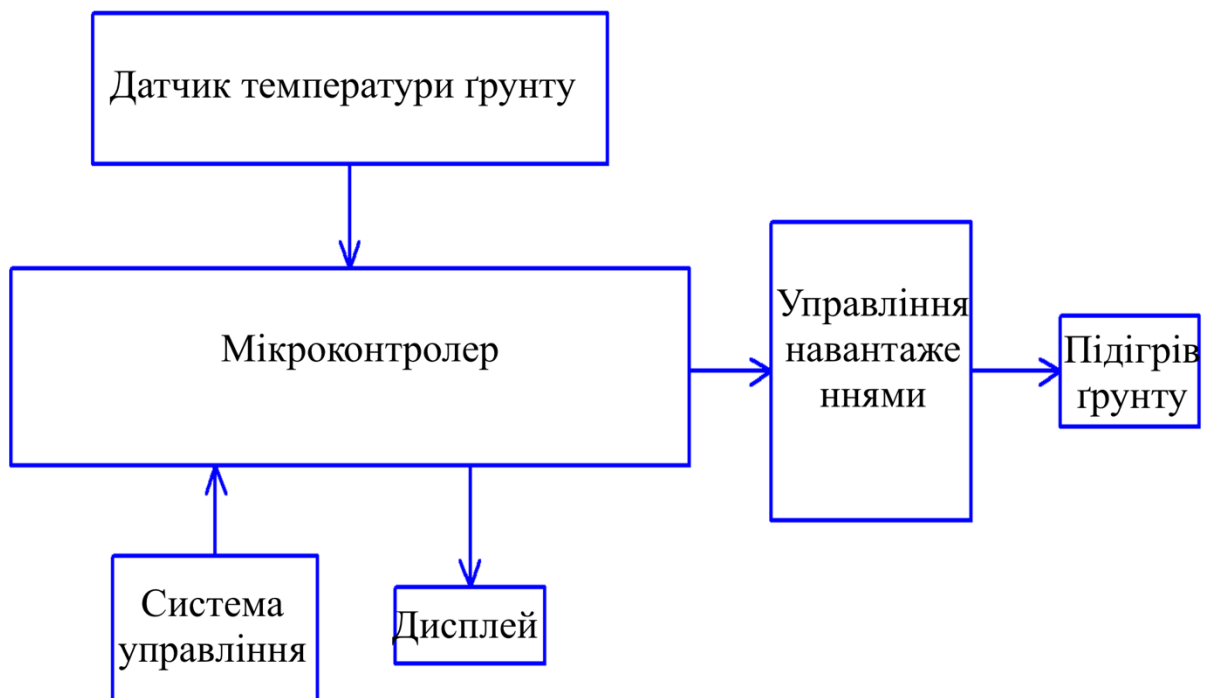 Датчик температури ґрунту
Мікроконтролер
Управління
навантаже
ннями
Підігрів
ґрунту
Система
управління
Дисплей